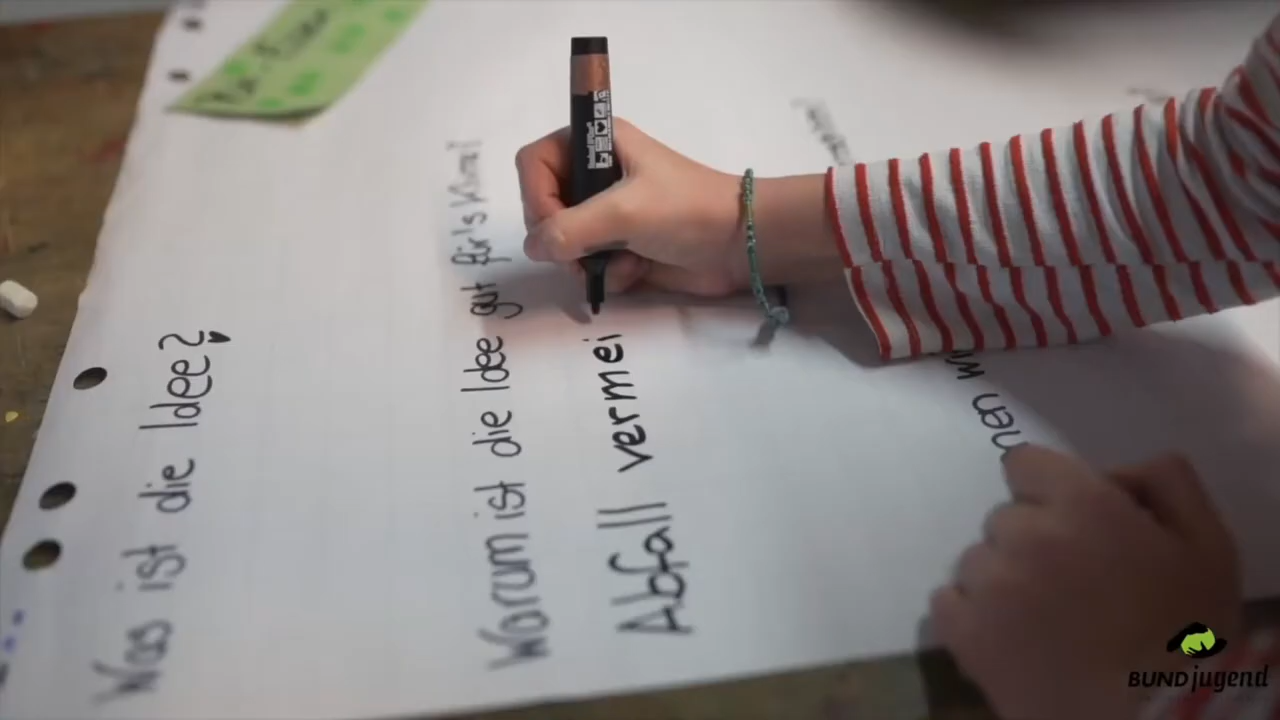 Was ist die Idee?
Warum ist die Idee gut für's Klima?
Abfall vermei
BUNDjugend